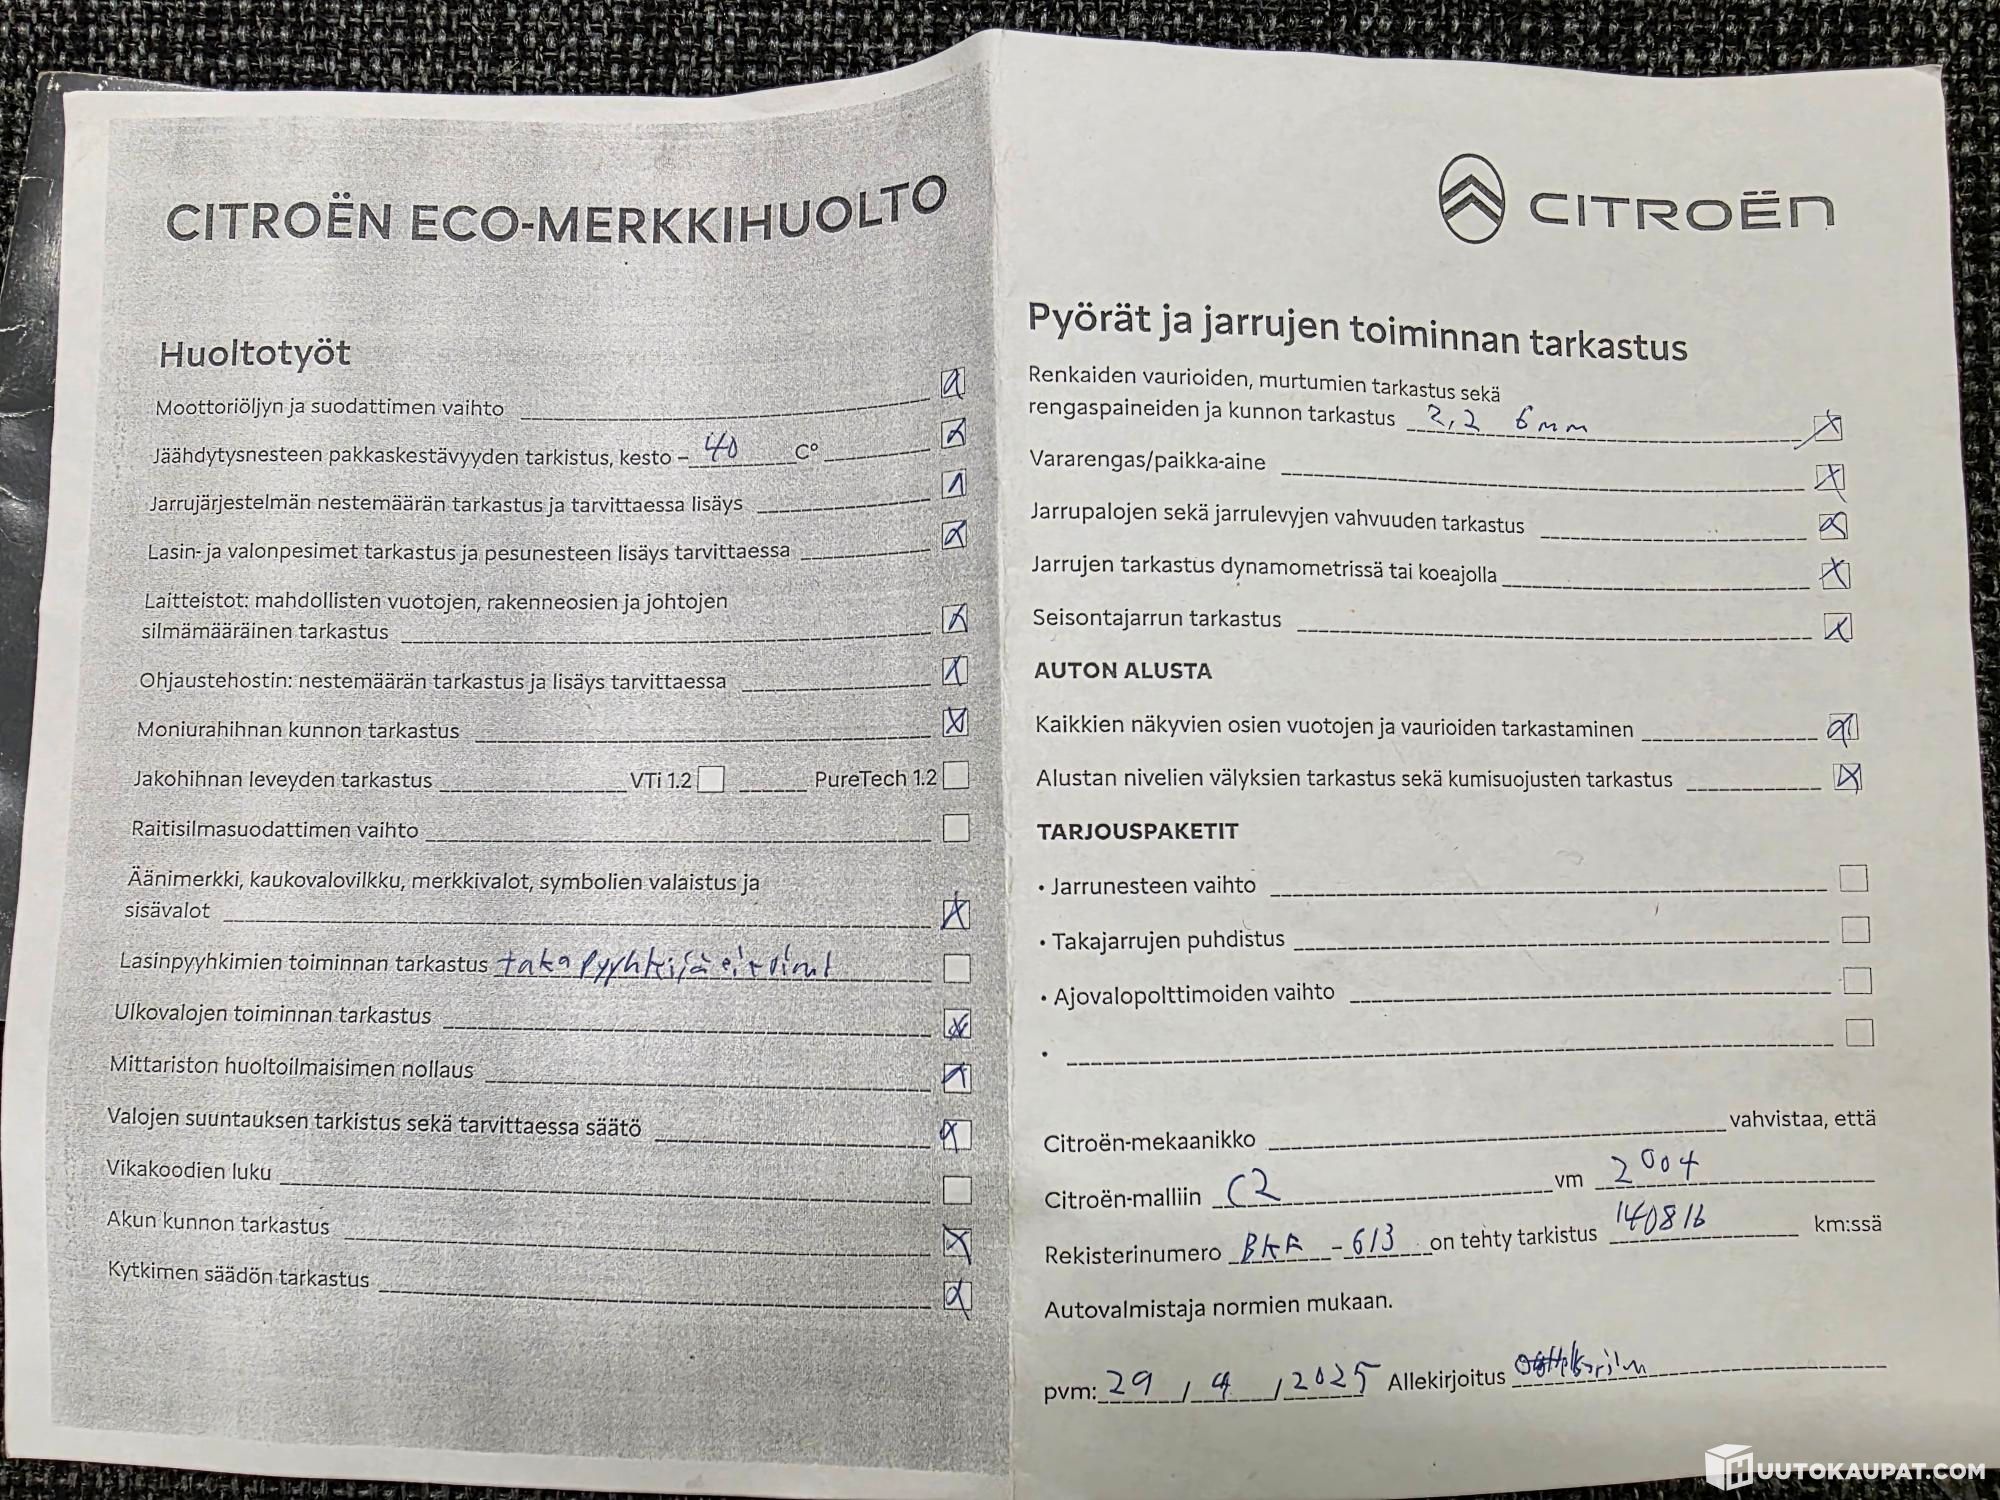 CITROËN ECO-MERKKIHUOLTO
Huoltotyöt
Moottoriöljyn ja suodattimen vaihto
Jäähdytysnesteen pakkaskestävyyden tarkistus, kesto – 40 C°
Jarrujärjestelmän nestemäärän tarkastus ja tarvittaessa lisäys
Lasin- ja valonpesimet tarkastus ja pesunesteen lisäys tarvittaessa
Laitteistot: mahdollisten vuotojen, rakenneosien ja johtojen
silmämääräinen tarkastus
Ohjaustehostin: nestemäärän tarkastus ja lisäys tarvittaessa
Moniurahihnan kunnon tarkastus
Jakohihnan leveyden tarkastus VTi 1.2 PureTech 1.2
Raitisilmasuodattimen vaihto
Äänimerkki, kaukovalovilkku, merkkivalot, symbolien valaistus ja
sisävalot
Lasinpyyhkimien toiminnan tarkastus takapyyhkijä ei
Ulkovalojen toiminnan tarkastus
Mittariston huoltoilmaisimen nollaus
Valojen suuntauksen tarkistus sekä tarvittaessa säätö
Vikakoodien luku
Akun kunnon tarkastus
Kytkimen säädön tarkastus
CITROËN
Pyörät ja jarrujen toiminnan tarkastus
Renkaiden vaurioiden, murtumien tarkastus sekä
rengaspaineiden ja kunnon tarkastus 2,2 6mm
Vararengas/paikka-aine
Jarrupalojen sekä jarrulevyjen vahvuuden tarkastus
Jarrujen tarkastus dynamometrissä tai koeajolla
Seisontajarrun tarkastus
AUTON ALUSTA
Kaikkien näkyvien osien vuotojen ja vaurioiden tarkastaminen
Alustan nivelien välyksien tarkastus sekä kumisuojusten tarkastus
TARJOUSPAKETIT
• Jarrunesteen vaihto
• Takajarrujen puhdistus
• Ajovalopolttimoiden vaihto
•
Citroën-mekaanikko vahvistaa, että
Citroën-malliin C2 vm 2004
Rekisterinumero -613 on tehty tarkistus 140816 km:ssä
Autovalmistaja normien mukaan.
pvm: 29 / 4 / 2025 Allekirjoitus
HUUTOKAUPAT.COM